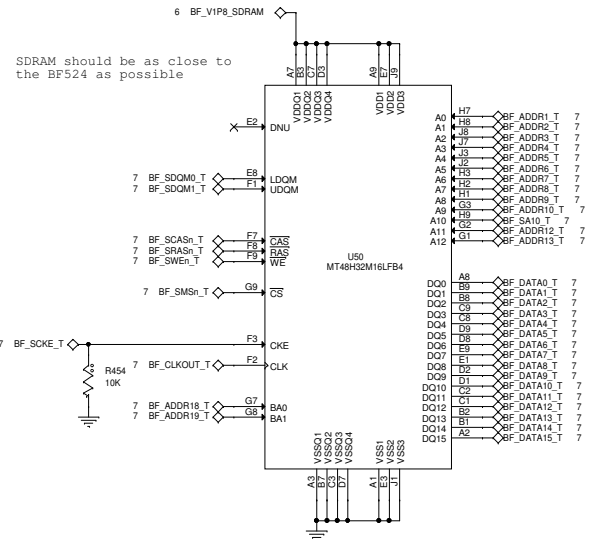 6 BF_V1P8_SDRAM
SDRAM should be as close to
the BF524 as possible
A7 B3 C7 D3 A9 E7 J9
VDDQ1 VDDQ2 VDDQ3 VDDQ4 VDD1 VDD2 VDD3
E2 DNU
7 BF_SDQM0_T E8 LDQM
7 BF_SDQM1_T F1 UDQM
7 BF_SCASn_T F7 CAS
7 BF_SRASn_T F8 RAS
7 BF_SWEn_T F9 WE
7 BF_SMSn_T G9 CS
7 BF_SCKE_T F3 CKE
R454
10K
7 BF_CLKOUT_T F2 CLK
7 BF_ADDR18_T G7 BA0
7 BF_ADDR19_T G8 BA1
U50
MT48H32M16LFB4
A0 H7 BF_ADDR1_T 7
A1 H8 BF_ADDR2_T 7
A2 J8 BF_ADDR3_T 7
A3 J7 BF_ADDR4_T 7
A4 J3 BF_ADDR5_T 7
A5 J2 BF_ADDR6_T 7
A6 H3 BF_ADDR7_T 7
A7 H2 BF_ADDR8_T 7
A8 H1 BF_ADDR9_T 7
A9 G3 BF_ADDR10_T 7
A10 H9 BF_SA10_T 7
A11 G2 BF_ADDR12_T 7
A12 G1 BF_ADDR13_T 7
DQ0 A8 BF_DATA0_T 7
DQ1 B9 BF_DATA1_T 7
DQ2 B8 BF_DATA2_T 7
DQ3 C9 BF_DATA3_T 7
DQ4 C8 BF_DATA4_T 7
DQ5 D9 BF_DATA5_T 7
DQ6 D8 BF_DATA6_T 7
DQ7 E9 BF_DATA7_T 7
DQ8 E1 BF_DATA8_T 7
DQ9 D2 BF_DATA9_T 7
DQ10 D1 BF_DATA10_T 7
DQ11 C2 BF_DATA11_T 7
DQ12 C1 BF_DATA12_T 7
DQ13 B2 BF_DATA13_T 7
DQ14 B1 BF_DATA14_T 7
DQ15 A2 BF_DATA15_T 7
VSSQ1 VSSQ2 VSSQ3 VSSQ4 VSS1 VSS2 VSS3
A3 B7 C3 D7 A1 E3 J1